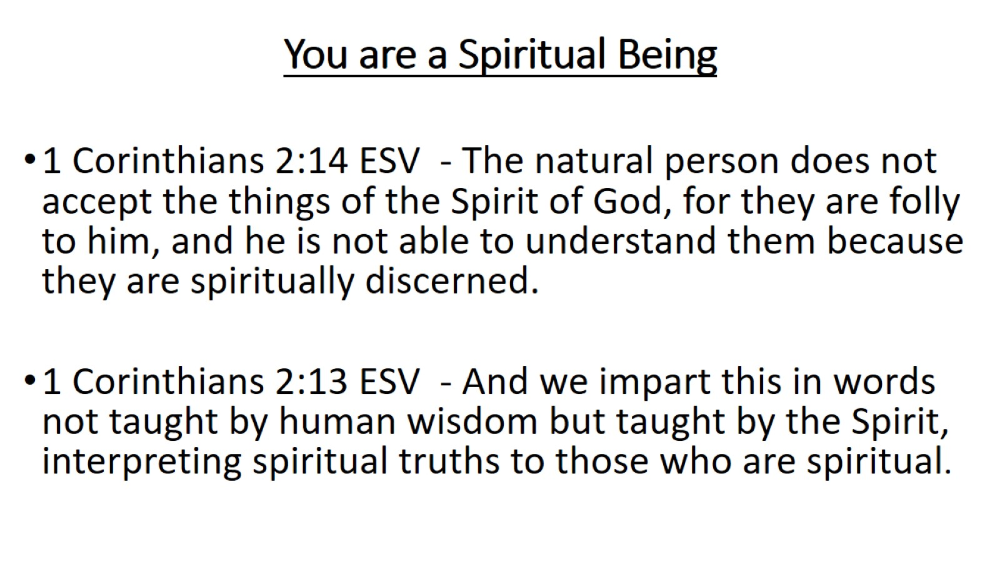 You are a Spiritual Being
•1 Corinthians 2:14 ESV  - The natural person does not
accept the things of the Spirit of God, for they are folly
to him, and he is not able to understand them because
they are spiritually discerned.
•1 Corinthians 2:13 ESV  - And we impart this in words
not taught by human wisdom but taught by the Spirit,
interpreting spiritual truths to those who are spiritual.